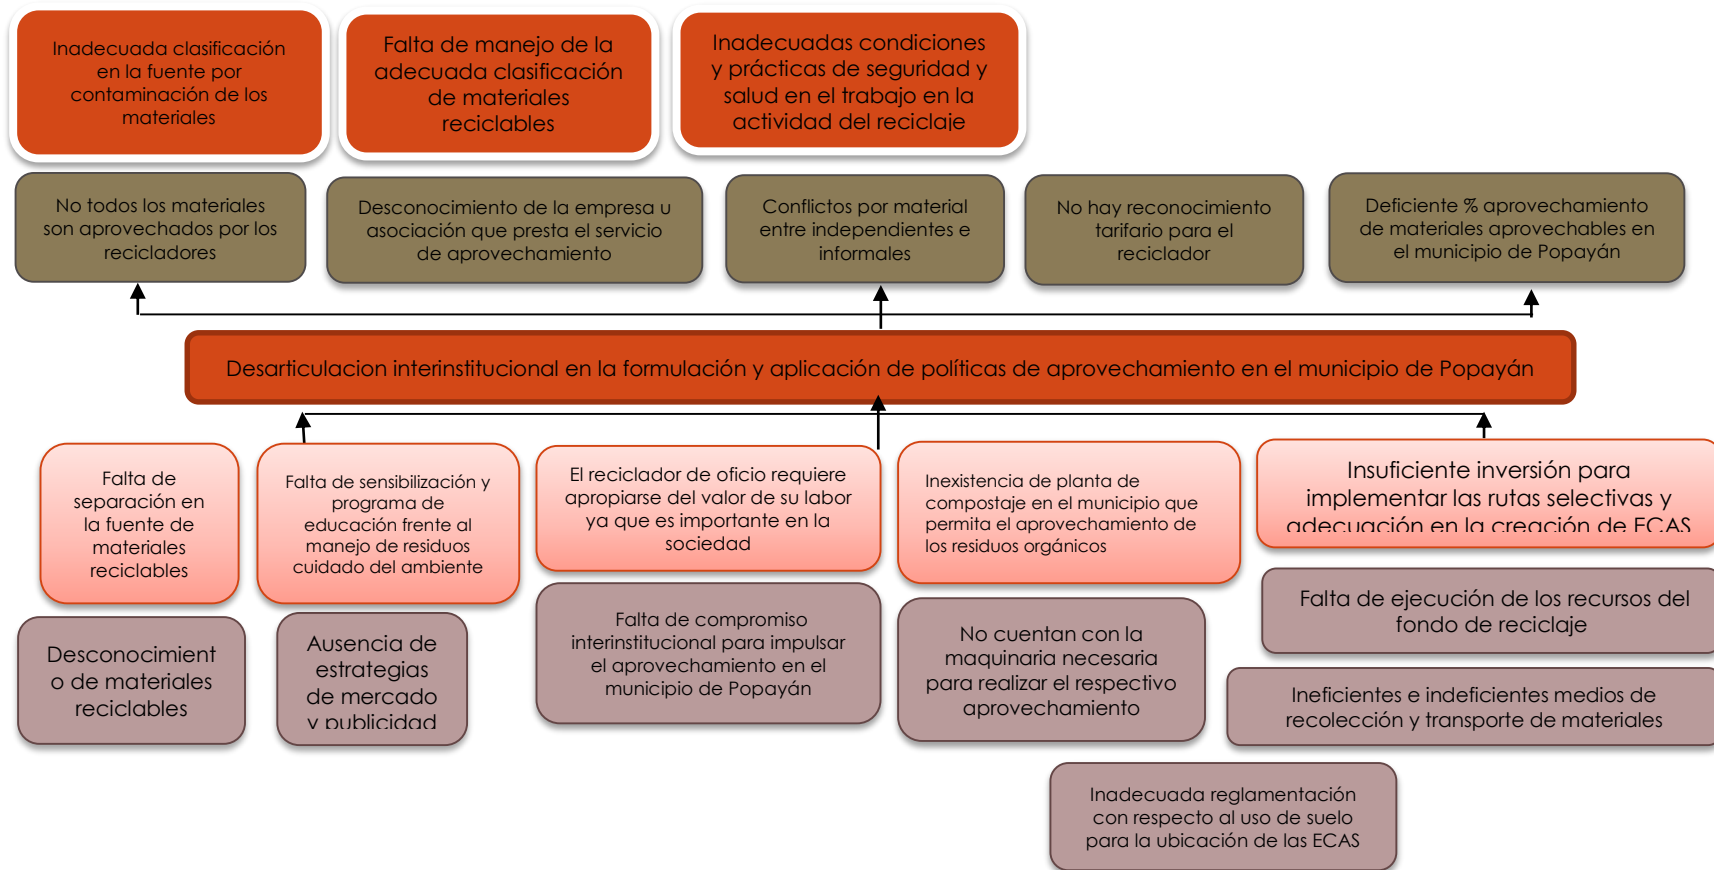 Inadecuada clasificación
en la fuente por
contaminación de los
materiales
Falta de manejo de la
adecuada clasificación
de materiales
reciclables
Inadecuadas condiciones
y prácticas de seguridad y
salud en el trabajo en la
actividad del reciclaje
No todos los materiales
son aprovechados por los
recicladores
Desconocimiento de la empresa u
asociación que presta el servicio
de aprovechamiento
Conflictos por material
entre independientes e
informales
No hay reconocimiento
tarifario para el
reciclador
Deficiente % aprovechamiento
de materiales aprovechables en
el municipio de Popayán
Desarticulacion interinstitucional en la formulación y aplicación de políticas de aprovechamiento en el municipio de Popayán
Falta de
separación en
la fuente de
materiales
reciclables
Falta de sensibilización y
programa de
educación frente al
manejo de residuos
cuidado del ambiente
El reciclador de oficio requiere
apropiarse del valor de su labor
ya que es importante en la
sociedad
Inexistencia de planta de
compostaje en el municipio que
permita el aprovechamiento de
los residuos orgánicos
Insuficiente inversión para
implementar las rutas selectivas y
adecuación en la creación de ECAS
Desconocimient
o de materiales
reciclables
Ausencia de
estrategias
de mercado
y publicidad
Falta de compromiso
interinstitucional para impulsar
el aprovechamiento en el
municipio de Popayán
No cuentan con la
maquinaria necesaria
para realizar el respectivo
aprovechamiento
Falta de ejecución de los recursos del
fondo de reciclaje
Ineficientes e indeficientes medios de
recolección y transporte de materiales
Inadecuada reglamentación
con respecto al uso de suelo
para la ubicación de las ECAS